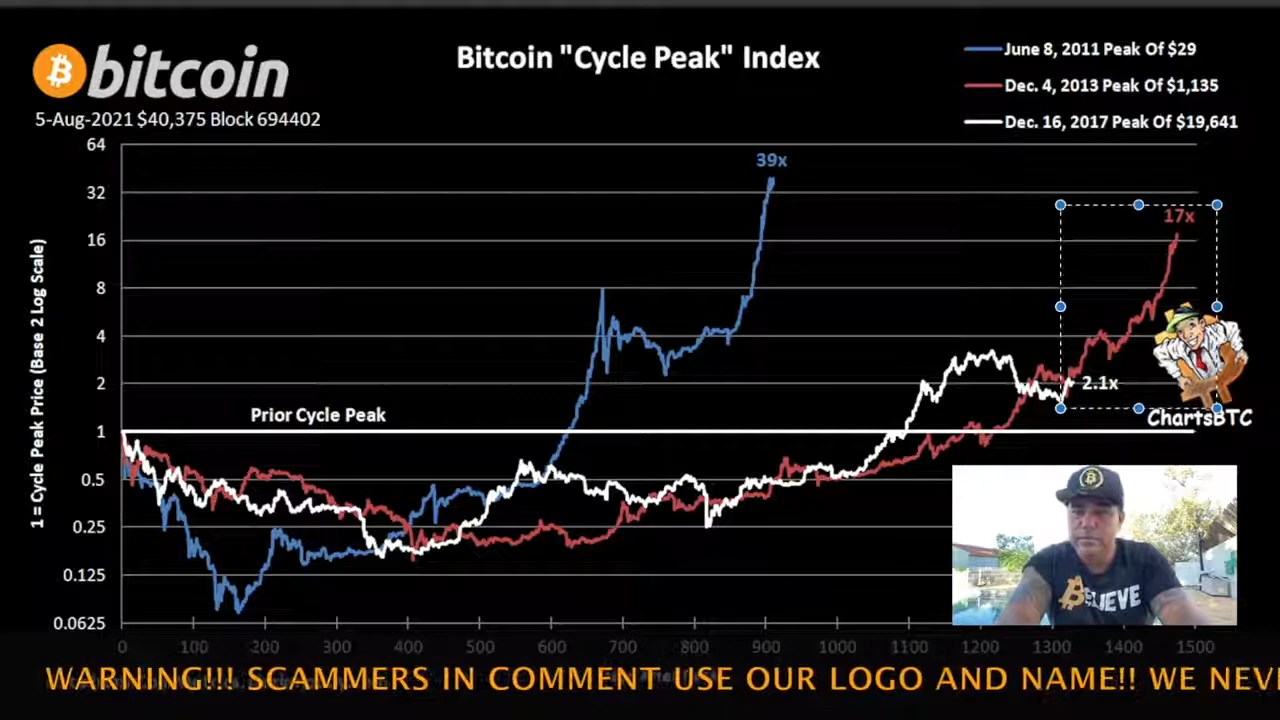 bitcoin
Bitcoin "Cycle Peak" Index
5-Aug-2021 $40,375 Block 694402
June 8, 2011 Peak Of $29
Dec. 4, 2013 Peak Of $1,135
Dec. 16, 2017 Peak Of $19,641
1 = Cycle Peak Price (Base 2 Log Scale)
64
32
16
8
4
2
1
0.5
0.25
0.125
0.0625
39x
17x
2.1x
Prior Cycle Peak
ChartsBTC
BELIEVE
0 100 200 300 400 500 600 700 800 900 1000 1100 1200 1300 1400 1500
WARNING!!! SCAMMERS IN COMMENT USE OUR LOGO AND NAME!! WE NEV